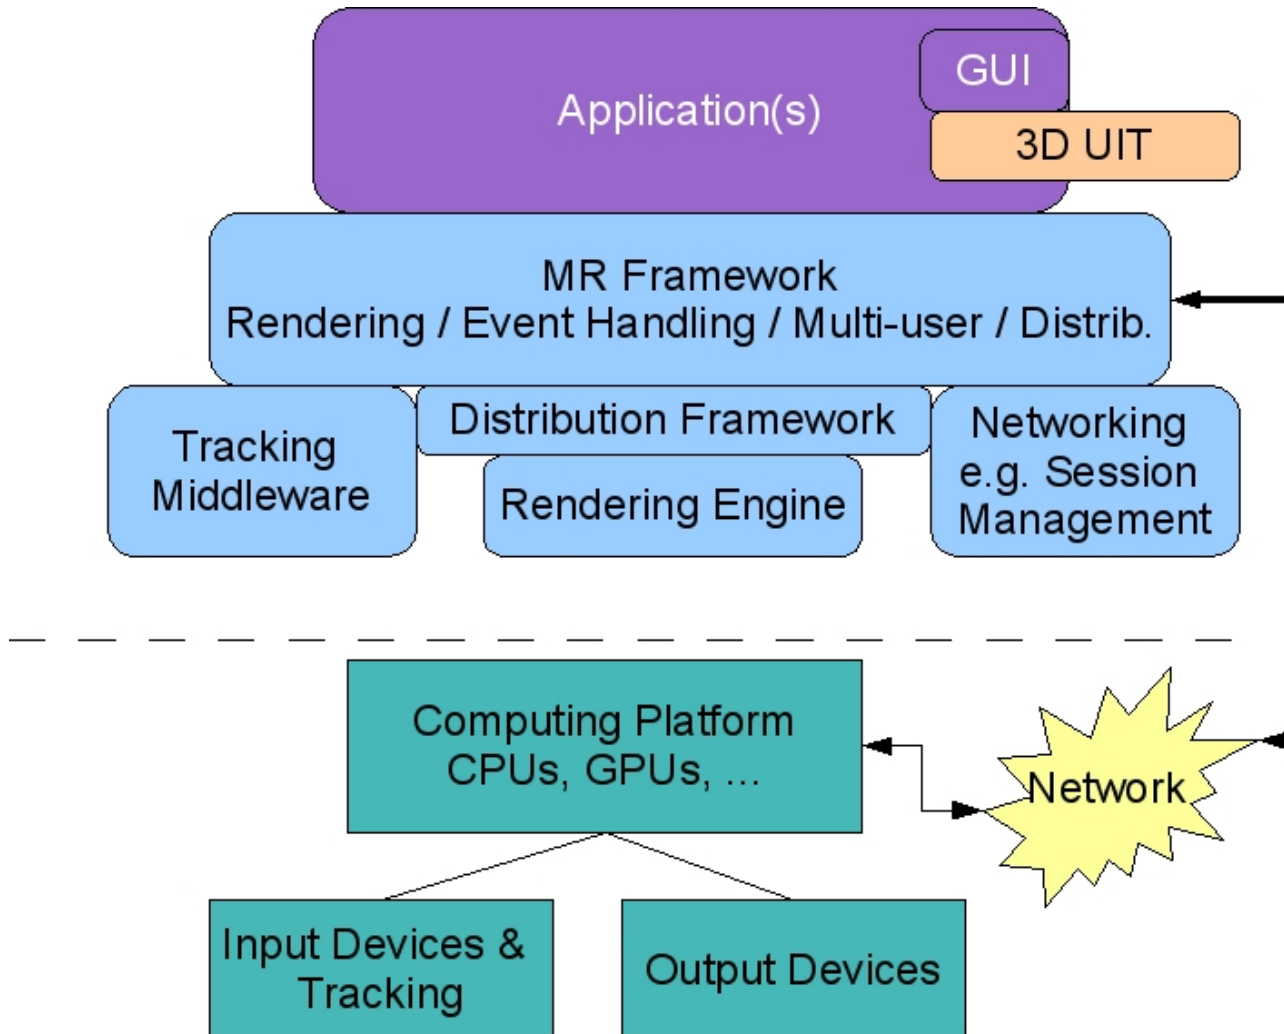 GUI
Application(s)
3D UIT
MR Framework
Rendering / Event Handling / Multi-user / Distrib.
Tracking
Middleware
Distribution Framework
Rendering Engine
Networking
e.g. Session
Management
Computing Platform
CPUs, GPUs, ...
Network
Input Devices &
Tracking
Output Devices